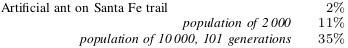 Artificial ant on Santa Fe trail 2%
population of 2 000 11%
population of 10 000, 101 generations 35%